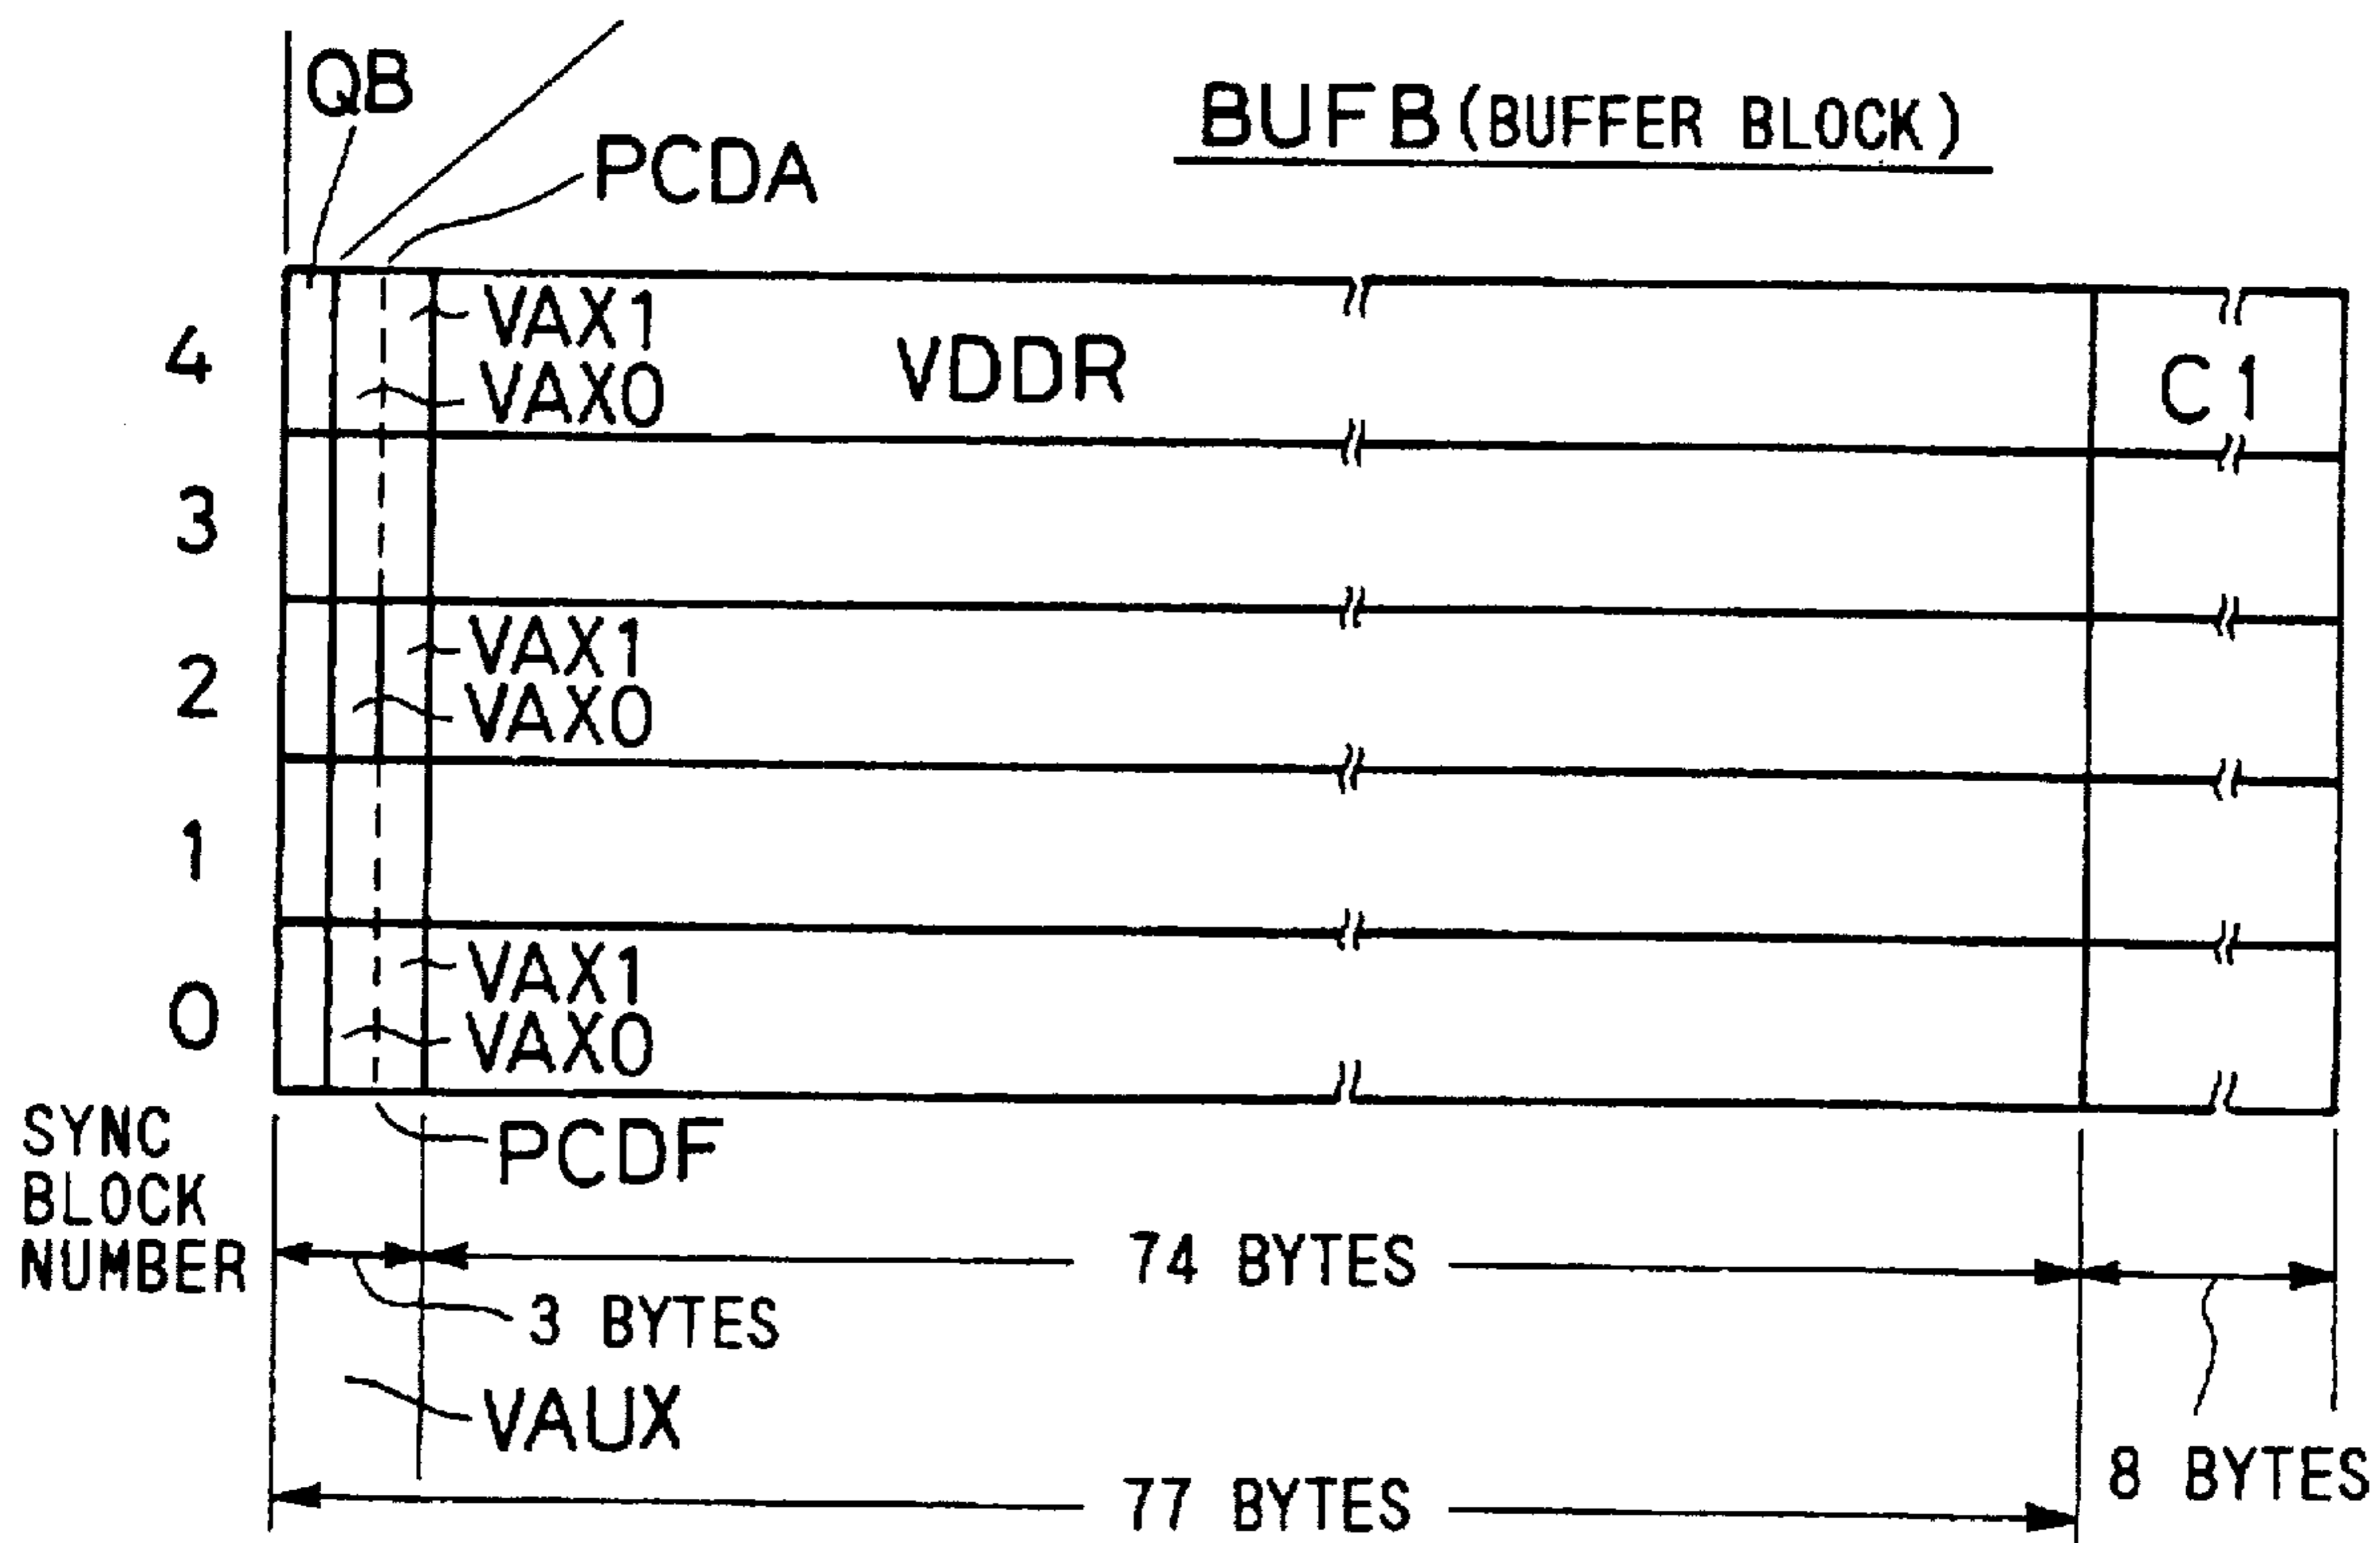 QB
BUFB (BUFFER BLOCK)
PCDA
4
VAX1
VAX0
VDDR
C1
3
2
VAX1
VAX0
1
0
VAX1
VAX0
SYNC
BLOCK
NUMBER
PCDF
74 BYTES
3 BYTES
VAUX
77 BYTES
8 BYTES